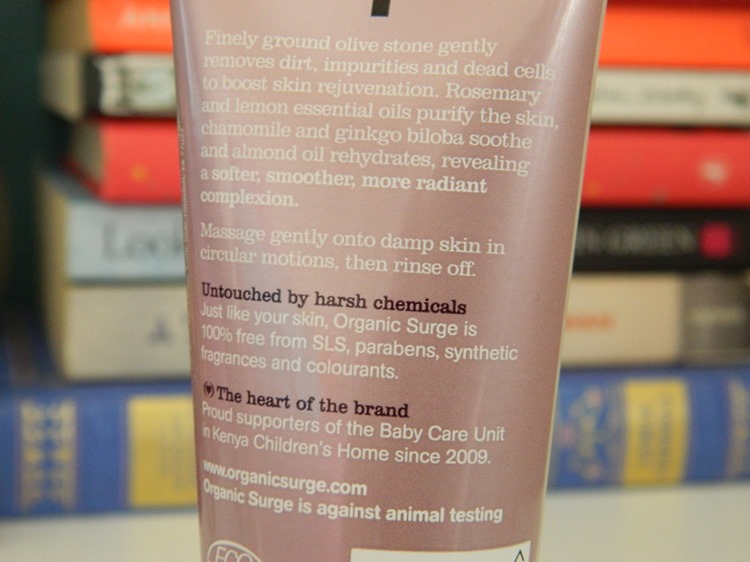 Finely ground olive stone gently
removes dirt, impurities and dead cells
to boost skin rejuvenation. Rosemary
and lemon essential oils purify the skin,
chamomile and ginkgo biloba soothe
and almond oil rehydrates, revealing
a softer, smoother, more radiant
complexion.
Massage gently onto damp skin in
circular motions, then rinse off.
Untouched by harsh chemicals
Just like your skin, Organic Surge is
100% free from SLS, parabens, synthetic
fragrances and colourants.
The heart of the brand
Proud supporters of the Baby Care Unit
in Kenya Children's Home since 2009.
www.organicsurge.com
Organic Surge is against animal testing
ECO
Look
GREEN